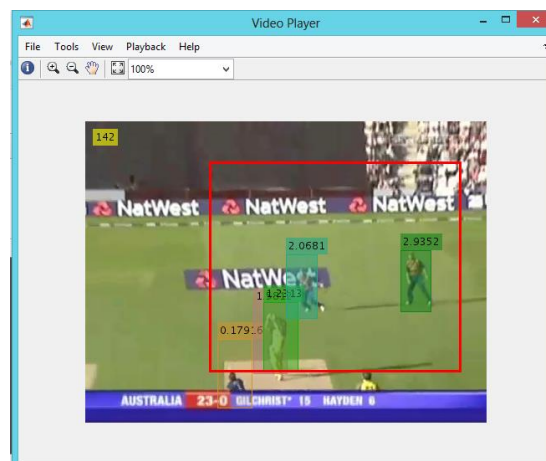 Video Player
File Tools View Playback Help
100%
142
NatWest NatWest NatWest
2.0681 2.9352
NatWest
0.17916
AUSTRALIA 23-0 GILCHRIST* 15 HAYDEN 6